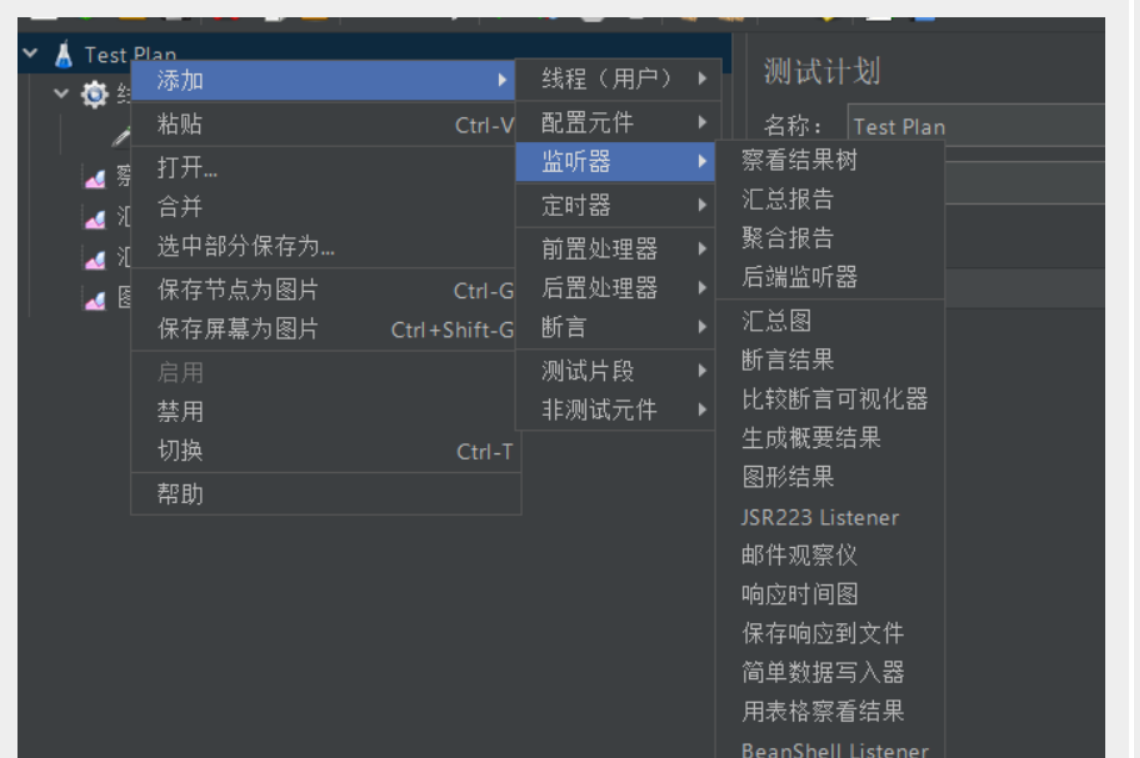 Test Plan
添加
粘贴 Ctrl-V
打开...
合并
选中部分保存为...
保存节点为图片 Ctrl-G
保存屏幕为图片 Ctrl+Shift-G
启用
禁用
切换 Ctrl-T
帮助
线程（用户）
配置元件
监听器
定时器
前置处理器
后置处理器
断言
测试片段
非测试元件
测试计划
名称： Test Plan
察看结果树
汇总报告
聚合报告
后端监听器
汇总图
断言结果
比较断言可视化器
生成概要结果
图形结果
JSR223 Listener
邮件观察仪
响应时间图
保存响应到文件
简单数据写入器
用表格察看结果
BeanShell Listener